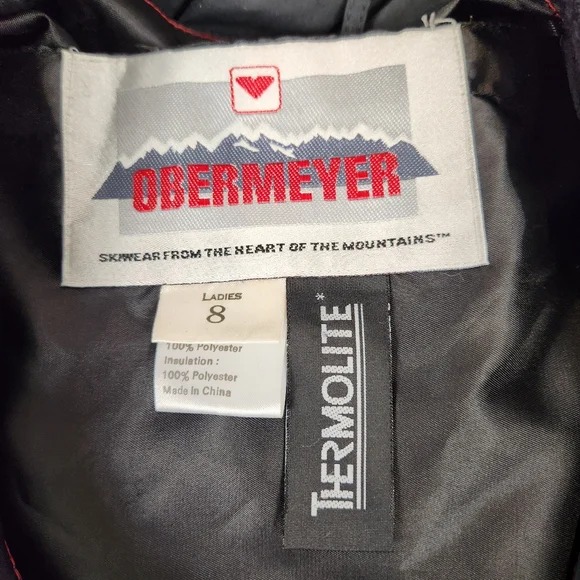 OBERMEYER
SKIWEAR FROM THE HEART OF THE MOUNTAINS™
LADIES
8
100% Polyester
Insulation :
100% Polyester
Made In China
THERMOLITE*